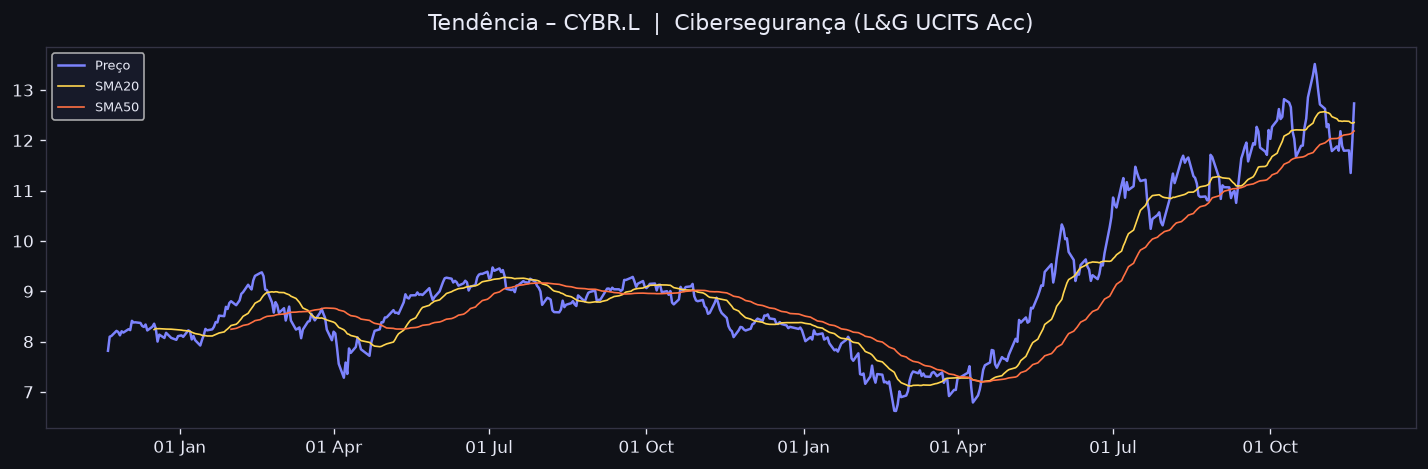 Tendência – CYBR.L | Cibersegurança (L&G UCITS Acc)
Preço
SMA20
SMA50
13
12
11
10
9
8
7
01 Jan 01 Apr 01 Jul 01 Oct 01 Jan 01 Apr 01 Jul 01 Oct